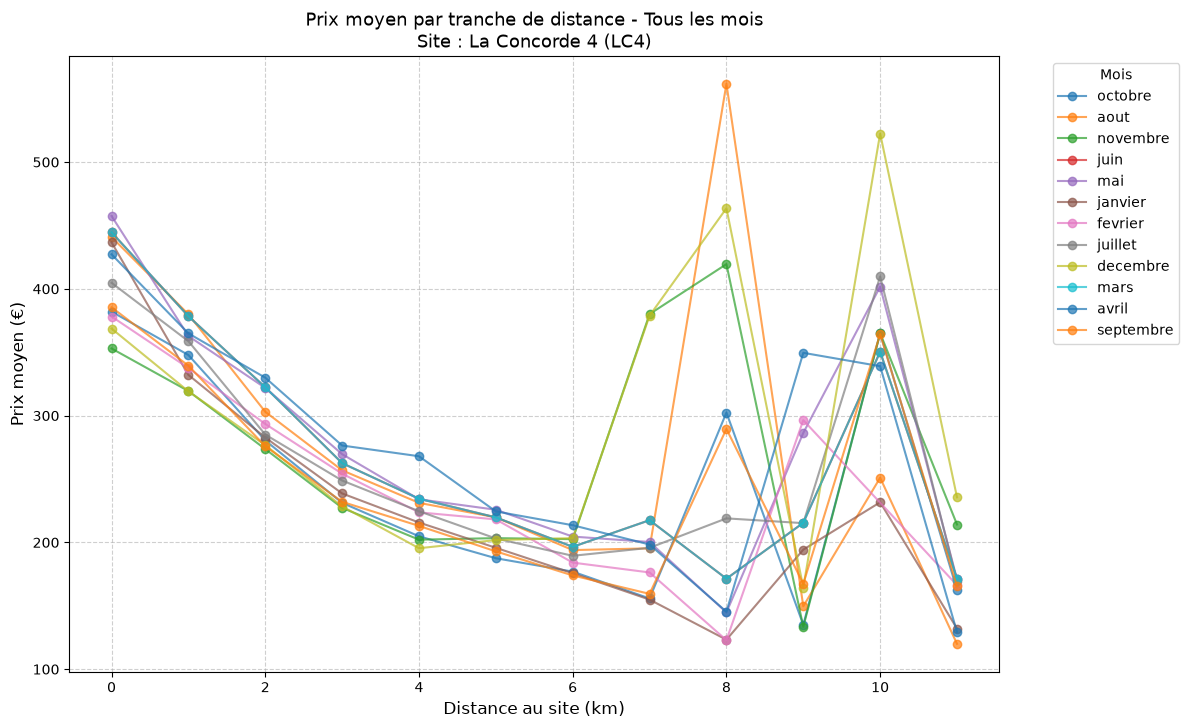 Prix moyen par tranche de distance - Tous les mois
Site : La Concorde 4 (LC4)
Prix moyen (€)
500
400
300
200
100
0
2
4
6
8
10
Distance au site (km)
Mois
octobre
aout
novembre
juin
mai
janvier
fevrier
juillet
decembre
mars
avril
septembre